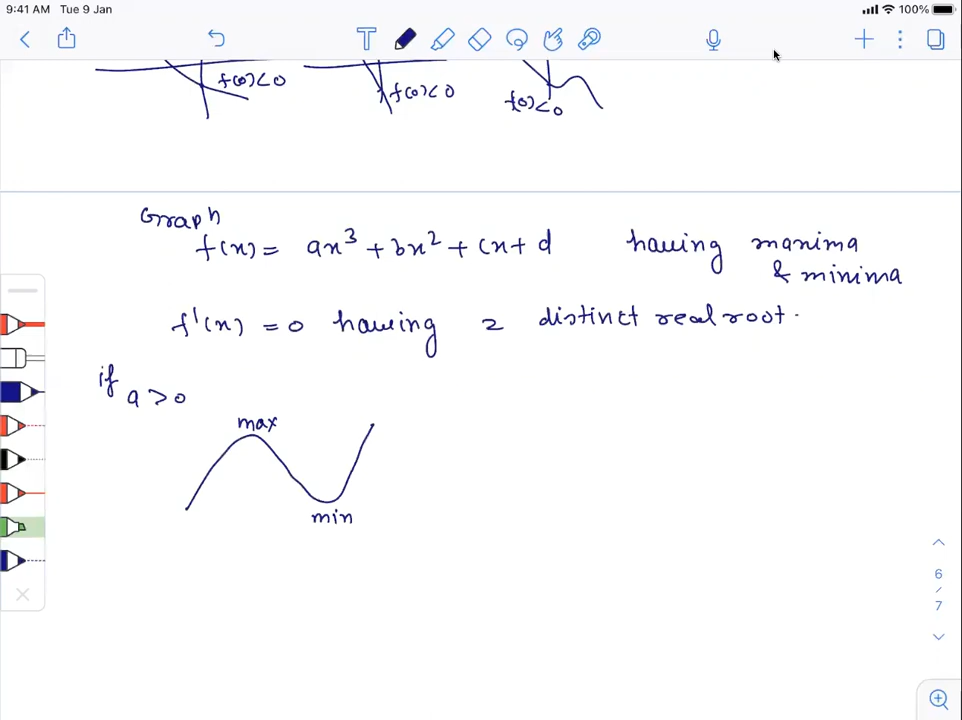 9:41 AM Tue 9 Jan 100%
f(0)<0 f(0)<0 f(0)<0
Graph
f(x) = ax³ + bx² + cx + d having maxima
& minima
f'(x) = 0 having 2 distinct real root.
if
a > 0
max
min
6
/
7